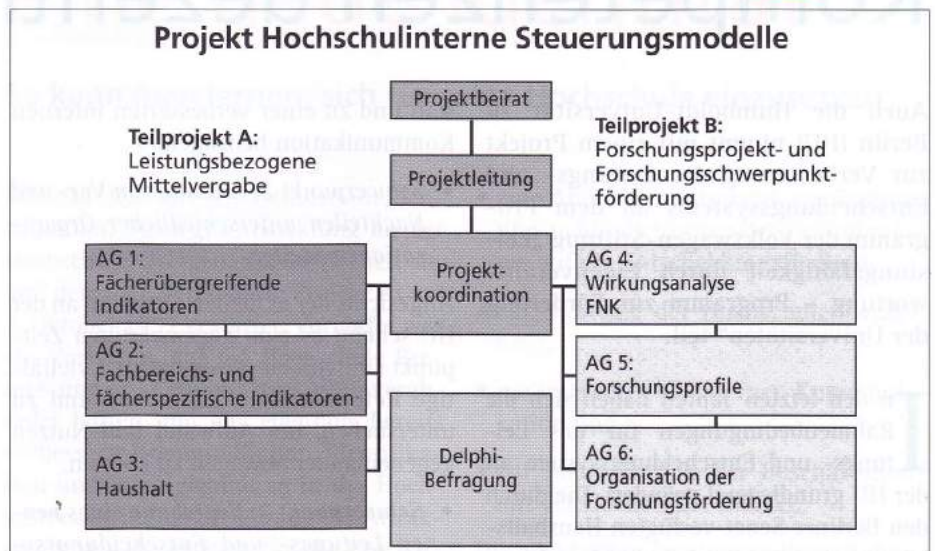 Projekt Hochschulinterne Steuerungsmodelle
Projektbeirat
Teilprojekt A:
Leistungsbezogene
Mittelvergabe
Projektleitung
Teilprojekt B:
Forschungsprojekt- und
Forschungsschwerpunkt-
förderung
AG 1:
Fächerübergreifende
Indikatoren
Projekt-
koordination
AG 4:
Wirkungsanalyse
FNK
AG 2:
Fachbereichs- und
fächerspezifische Indikatoren
AG 5:
Forschungsprofile
AG 3:
Haushalt
Delphi-
Befragung
AG 6:
Organisation der
Forschungsförderung